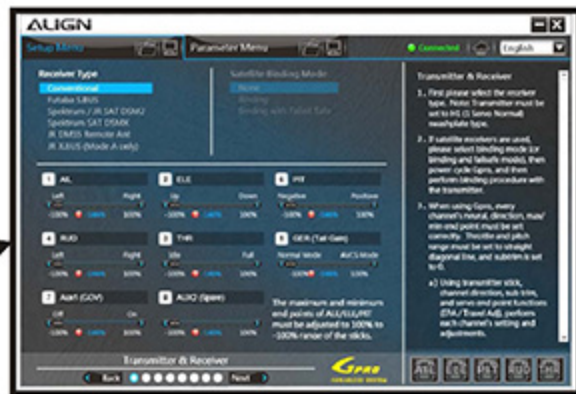 ALIGN
Setup Menu
Parameter Menu
Connected
English
Receiver Type
Conventional
Futaba S.BUS
Spektrum / JR SAT DSM2
Spektrum SAT DSMX
JR DMSS Remote Ant
JR XBUS (Mode A only)
Satellite Binding Mode
None
Binding
Binding with Failed Safe
1 AIL
Left Right
-100% 100%
2 ELE
Up Down
-100% 100%
6 PIT
Negative Positive
-100% 100%
4 RUD
Left Right
-100% 100%
3 THR
Idle Full
-100% 100%
5 GER (Tail Gain)
Normal Mode AVCS Mode
-100% 100%
7 Aux1 (GOV)
Off On
-100% 100%
8 AUX2 (Spare)
-100% 100%
The maximum and minimum
end points of AIL/ELE/PIT
must be adjusted to 100% to
-100% range of the sticks.
Transmitter & Receiver
Back
Next
GPRO
Transmitter & Receiver
1. First please select the receiver
type. Note: Transmitter must be
set to H1 (1 Servo Normal)
swashplate type.
2. If satellite receivers are used,
please select binding mode (or
binding and failsafe mode), then
power cycle Gpro, and then
perform binding procedure with
the transmitter.
3. When using Gpro, every
channel's neutral, direction, max/
min end point must be set
correctly. Throttle and pitch
range must be set to straight
diagonal line, and subtrim is set
to 0.
a) Using transmitter stick,
channel direction, sub trim,
and servo end point functions
(EPA / Travel Adj), perform
each channel's setting and
adjustments.
AIL ELE PIT RUD THR